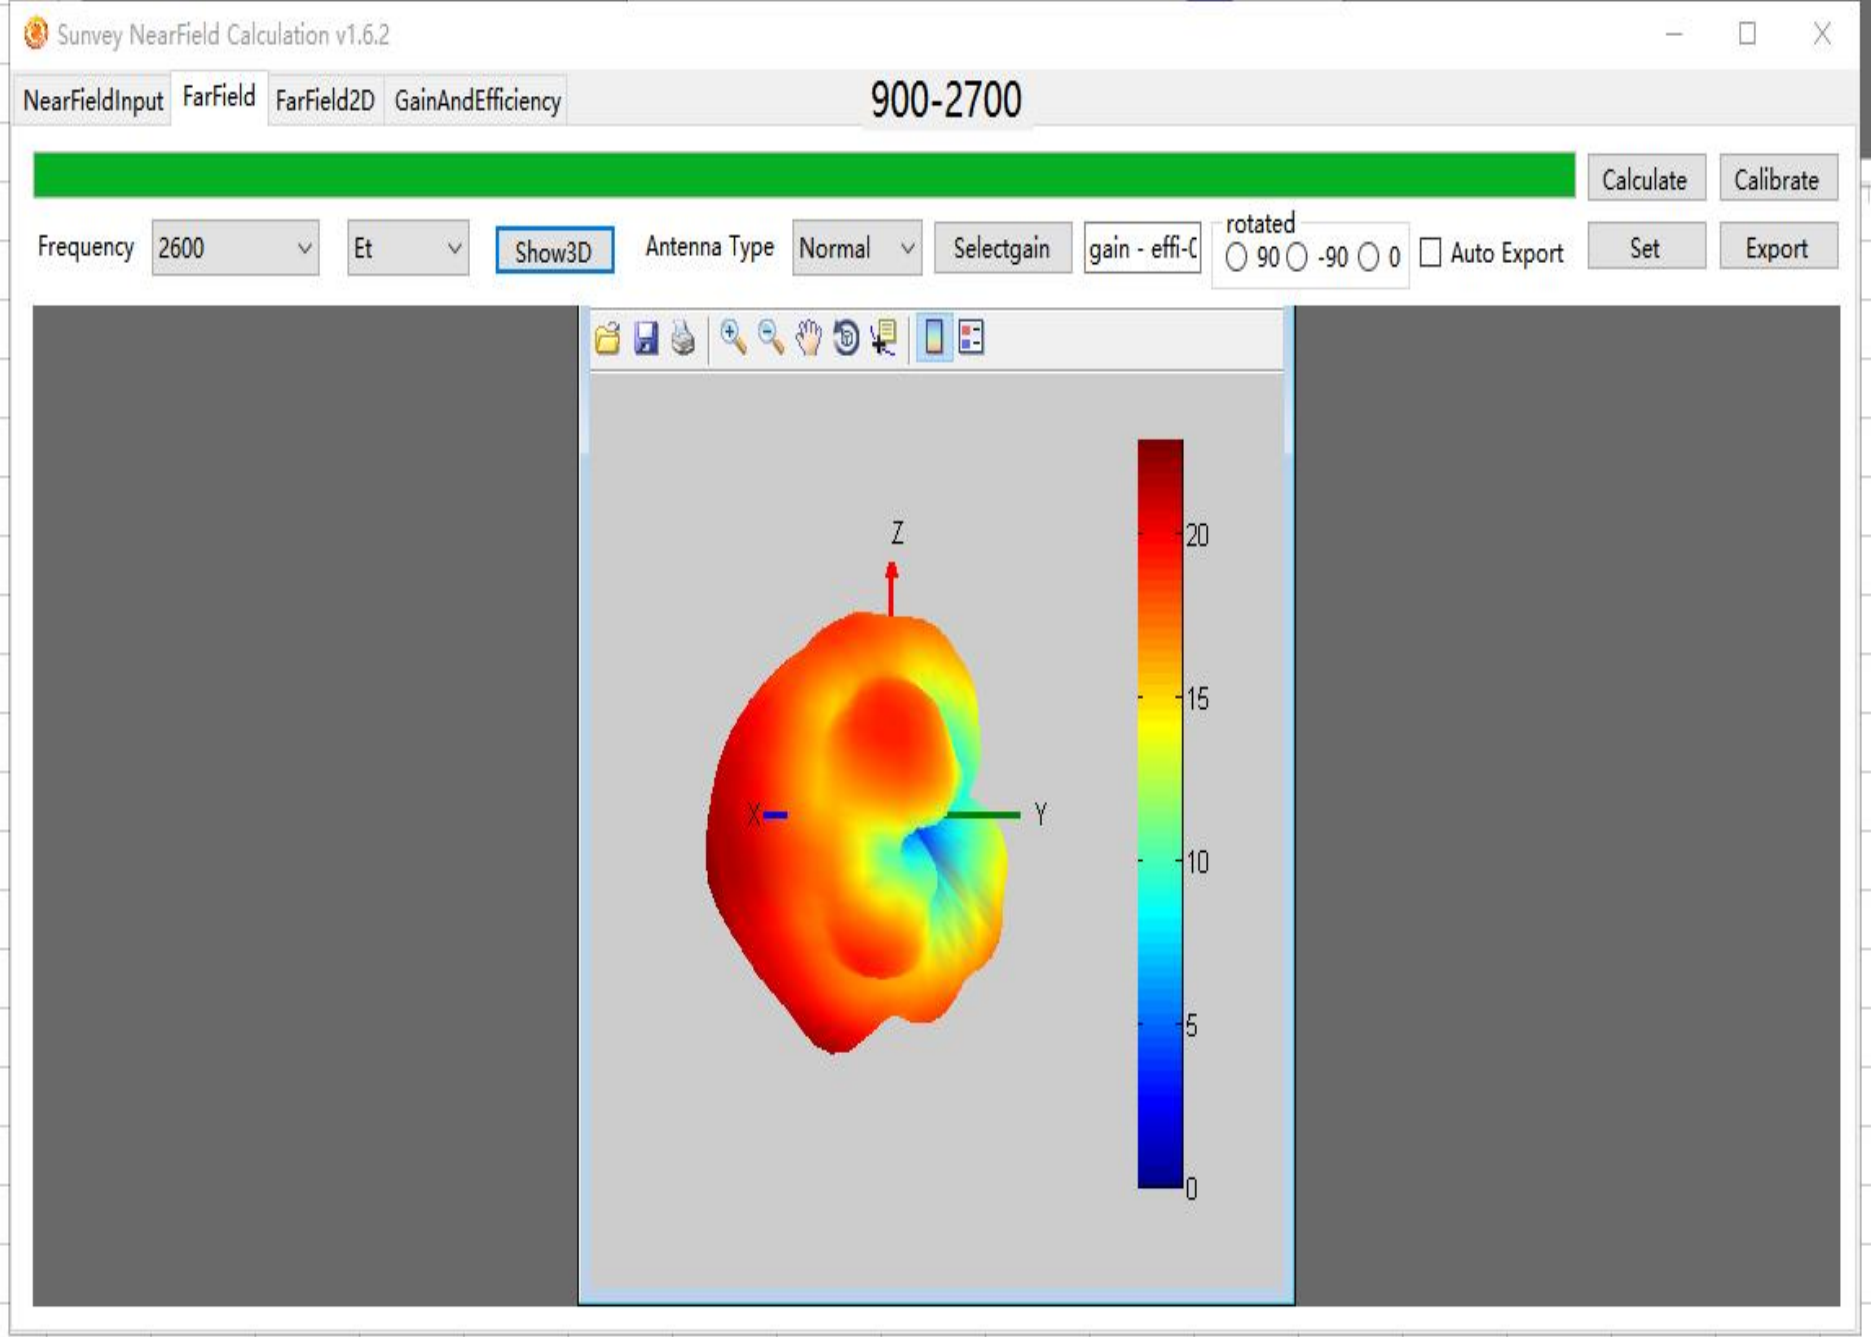 Sunvey NearField Calculation v1.6.2
NearFieldInput FarField FarField2D GainAndEfficiency 900-2700
Calculate Calibrate
Frequency 2600 Et Show3D Antenna Type Normal Selectgain gain - effi- rotated 90 -90 0 Auto Export Set Export
Z
X Y
20
15
10
5
0